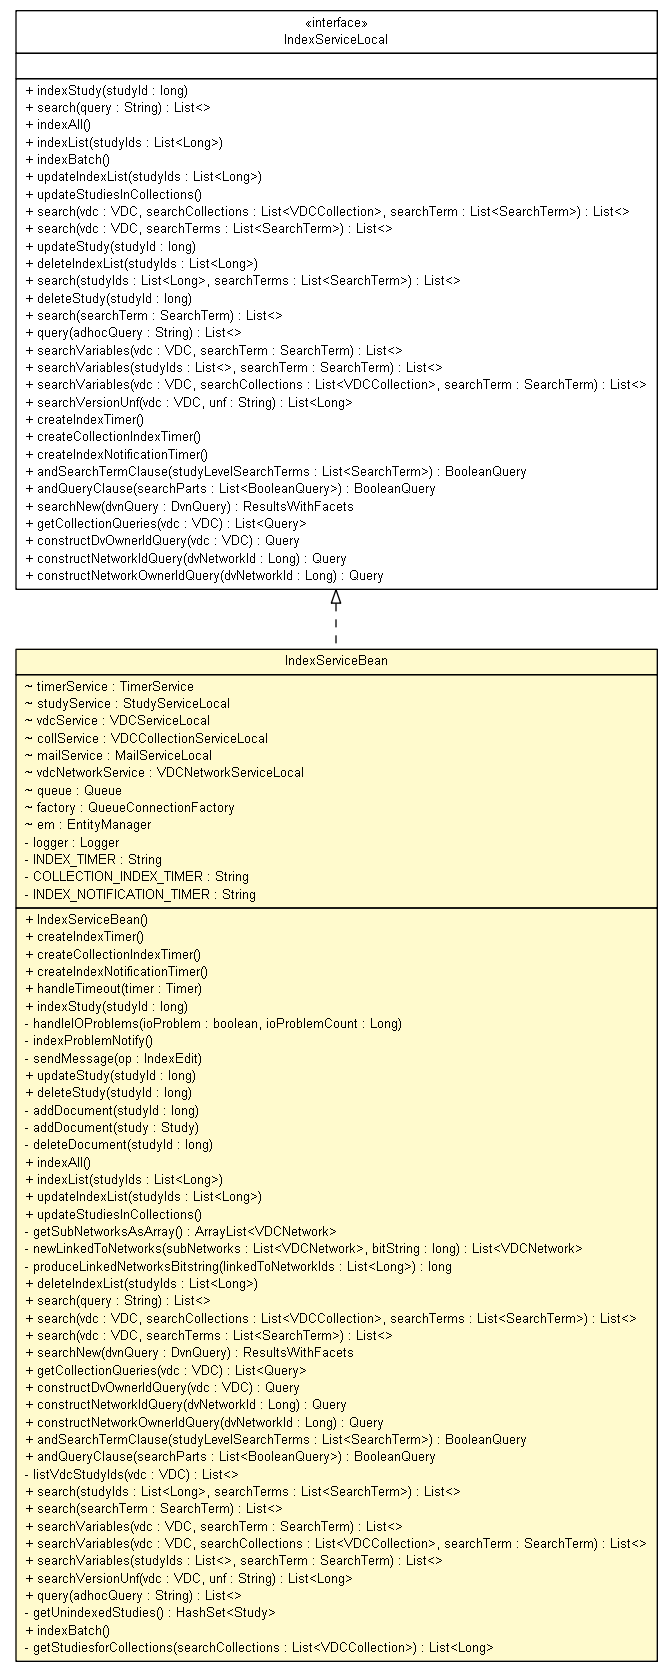 «interface»
IndexServiceLocal
+ indexStudy(studyId : long)
+ search(query : String) : List<>
+ indexAll()
+ indexList(studyIds : List<Long>)
+ indexBatch()
+ updateIndexList(studyIds : List<Long>)
+ updateStudiesInCollections()
+ search(vdc : VDC, searchCollections : List<VDCCollection>, searchTerm : List<SearchTerm>) : List<>
+ search(vdc : VDC, searchTerms : List<SearchTerm>) : List<>
+ updateStudy(studyId : long)
+ deleteIndexList(studyIds : List<Long>)
+ search(studyIds : List<Long>, searchTerms : List<SearchTerm>) : List<>
+ deleteStudy(studyId : long)
+ search(searchTerm : SearchTerm) : List<>
+ query(adhocQuery : String) : List<>
+ searchVariables(vdc : VDC, searchTerm : SearchTerm) : List<>
+ searchVariables(studyIds : List<>, searchTerm : SearchTerm) : List<>
+ searchVariables(vdc : VDC, searchCollections : List<VDCCollection>, searchTerm : SearchTerm) : List<>
+ searchVersionUnf(vdc : VDC, unf : String) : List<Long>
+ createIndexTimer()
+ createCollectionIndexTimer()
+ createIndexNotificationTimer()
+ andSearchTermClause(studyLevelSearchTerms : List<SearchTerm>) : BooleanQuery
+ andQueryClause(searchParts : List<BooleanQuery>) : BooleanQuery
+ searchNew(dvnQuery : DvnQuery) : ResultsWithFacets
+ getCollectionQueries(vdc : VDC) : List<Query>
+ constructDvOwnerIdQuery(vdc : VDC) : Query
+ constructNetworkIdQuery(dvNetworkId : Long) : Query
+ constructNetworkOwnerIdQuery(dvNetworkId : Long) : Query
IndexServiceBean
~ timerService : TimerService
~ studyService : StudyServiceLocal
~ vdcService : VDCServiceLocal
~ collService : VDCCollectionServiceLocal
~ mailService : MailServiceLocal
~ vdcNetworkService : VDCNetworkServiceLocal
~ queue : Queue
~ factory : QueueConnectionFactory
~ em : EntityManager
- logger : Logger
- INDEX_TIMER : String
- COLLECTION_INDEX_TIMER : String
- INDEX_NOTIFICATION_TIMER : String
+ IndexServiceBean()
+ createIndexTimer()
+ createCollectionIndexTimer()
+ createIndexNotificationTimer()
+ handleTimeout(timer : Timer)
+ indexStudy(studyId : long)
- handleIOProblems(ioProblem : boolean, ioProblemCount : Long)
- indexProblemNotify()
- sendMessage(op : IndexEdit)
+ updateStudy(studyId : long)
+ deleteStudy(studyId : long)
- addDocument(studyId : long)
- addDocument(study : Study)
- deleteDocument(studyId : long)
+ indexAll()
+ indexList(studyIds : List<Long>)
+ updateIndexList(studyIds : List<Long>)
+ updateStudiesInCollections()
- getSubNetworksAsArray() : ArrayList<VDCNetwork>
- newLinkedToNetworks(subNetworks : List<VDCNetwork>, bitString : long) : List<VDCNetwork>
- produceLinkedNetworksBitstring(linkedToNetworkIds : List<Long>) : long
+ deleteIndexList(studyIds : List<Long>)
+ search(query : String) : List<>
+ search(vdc : VDC, searchCollections : List<VDCCollection>, searchTerms : List<SearchTerm>) : List<>
+ search(vdc : VDC, searchTerms : List<SearchTerm>) : List<>
+ searchNew(dvnQuery : DvnQuery) : ResultsWithFacets
+ getCollectionQueries(vdc : VDC) : List<Query>
+ constructDvOwnerIdQuery(vdc : VDC) : Query
+ constructNetworkIdQuery(dvNetworkId : Long) : Query
+ constructNetworkOwnerIdQuery(dvNetworkId : Long) : Query
+ andSearchTermClause(studyLevelSearchTerms : List<SearchTerm>) : BooleanQuery
+ andQueryClause(searchParts : List<BooleanQuery>) : BooleanQuery
- listVdcStudyIds(vdc : VDC) : List<>
+ search(studyIds : List<Long>, searchTerms : List<SearchTerm>) : List<>
+ search(searchTerm : SearchTerm) : List<>
+ searchVariables(vdc : VDC, searchTerm : SearchTerm) : List<>
+ searchVariables(vdc : VDC, searchCollections : List<VDCCollection>, searchTerm : SearchTerm) : List<>
+ searchVariables(studyIds : List<>, searchTerm : SearchTerm) : List<>
+ searchVersionUnf(vdc : VDC, unf : String) : List<Long>
+ query(adhocQuery : String) : List<>
- getUnindexedStudies() : HashSet<Study>
+ indexBatch()
- getStudiesforCollections(searchCollections : List<VDCCollection>) : List<Long>